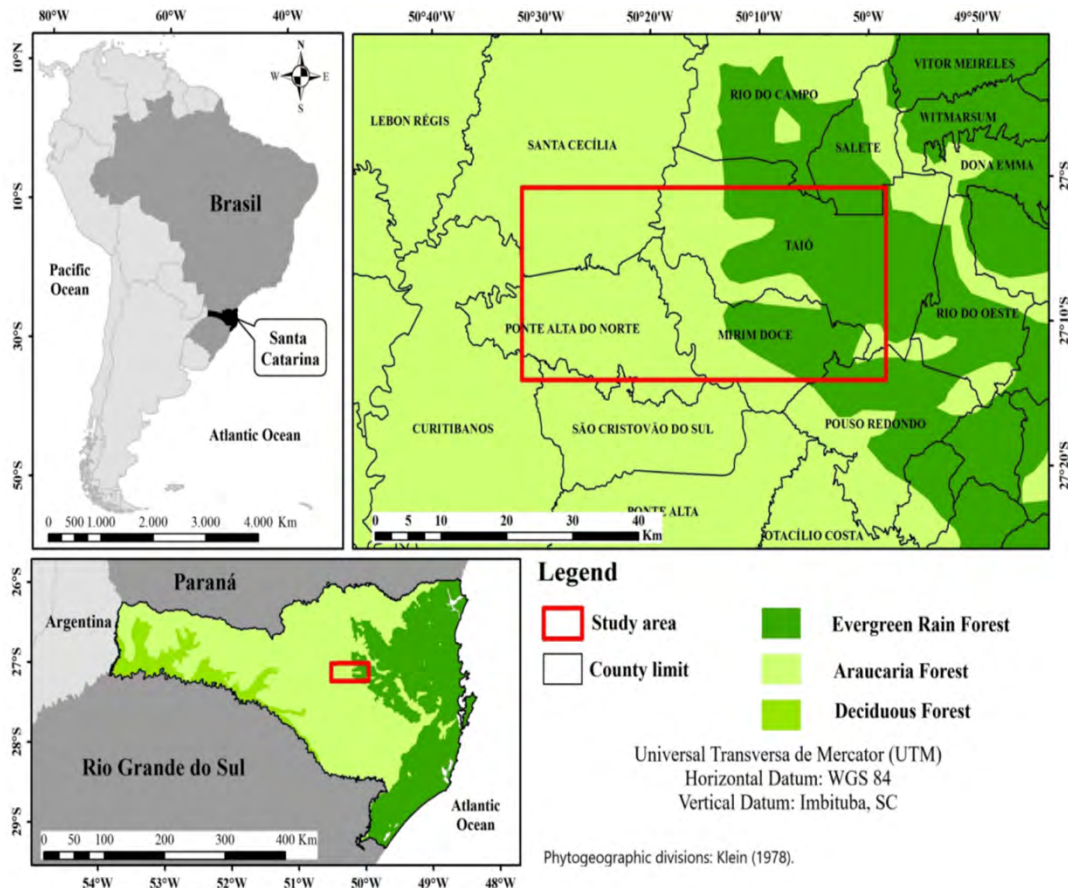 80°W
60°W
40°W
10°N
10°S
30°S
50°S
N
W
E
S
Brasil
Pacific
Ocean
Santa
Catarina
Atlantic Ocean
0
500
1.000
2.000
3.000
4.000 Km
50°40'W
50°30'W
50°20'W
50°10'W
49°50'W
27°S
27°10'S
27°20'S
VITOR MEIRELES
RIO DO CAMPO
WITMARSUM
LEBON RÉGIS
SANTA CECÍLIA
SALETE
DONA EMMA
TAIÓ
RIO DO OESTE
PONTE ALTA DO NORTE
MIRIM DOCE
CURITIBANOS
SÃO CRISTOVÃO DO SUL
POUSO REDONDO
PONTE ALTA
OTACÍLIO COSTA
0
5
10
20
30
40
Km
26°S
27°S
28°S
29°S
Paraná
Argentina
Rio Grande do Sul
Atlantic
Ocean
0
50
100
200
300
400 Km
54°W
53°W
52°W
51°W
50°W
49°W
48°W
Legend
Study area
County limit
Evergreen Rain Forest
Araucaria Forest
Deciduous Forest
Universal Transversa de Mercator (UTM)
Horizontal Datum: WGS 84
Vertical Datum: Imbituba, SC
Phytogeographic divisions: Klein (1978).